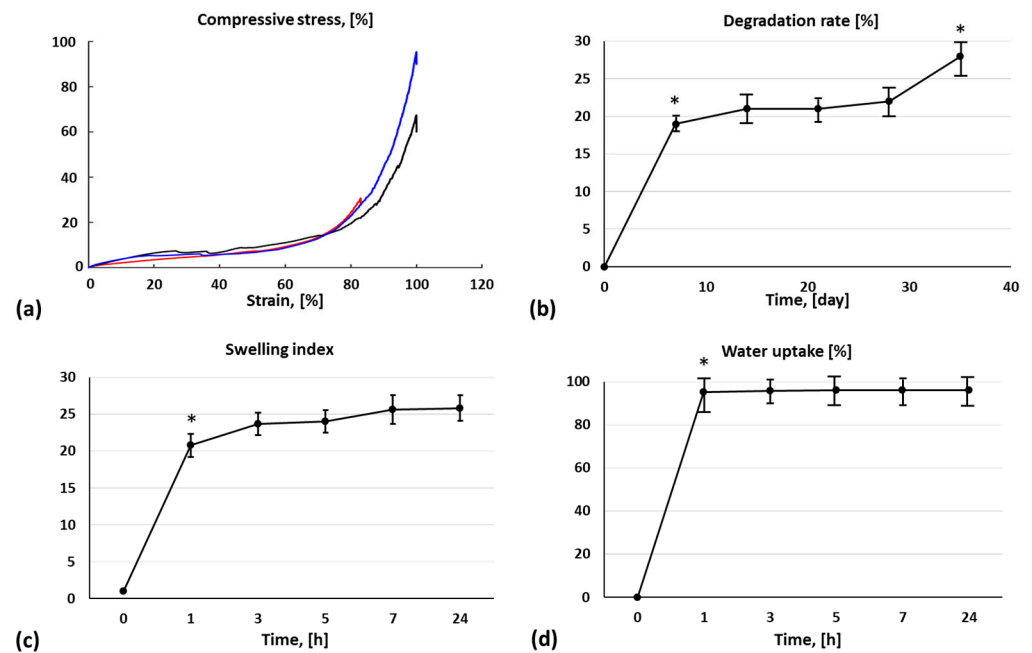 Compressive stress, [%]
100
80
60
40
20
0
0 20 40 60 80 100 120
Strain, [%]
(a)
Degradation rate [%]
30
25
20
15
10
5
0
* *
0 10 20 30 40
Time, [day]
(b)
Swelling index
30
25
20
15
10
5
0
*
0 1 3 5 7 24
Time, [h]
(c)
Water uptake [%]
100
80
60
40
20
0
*
0 1 3 5 7 24
Time, [h]
(d)